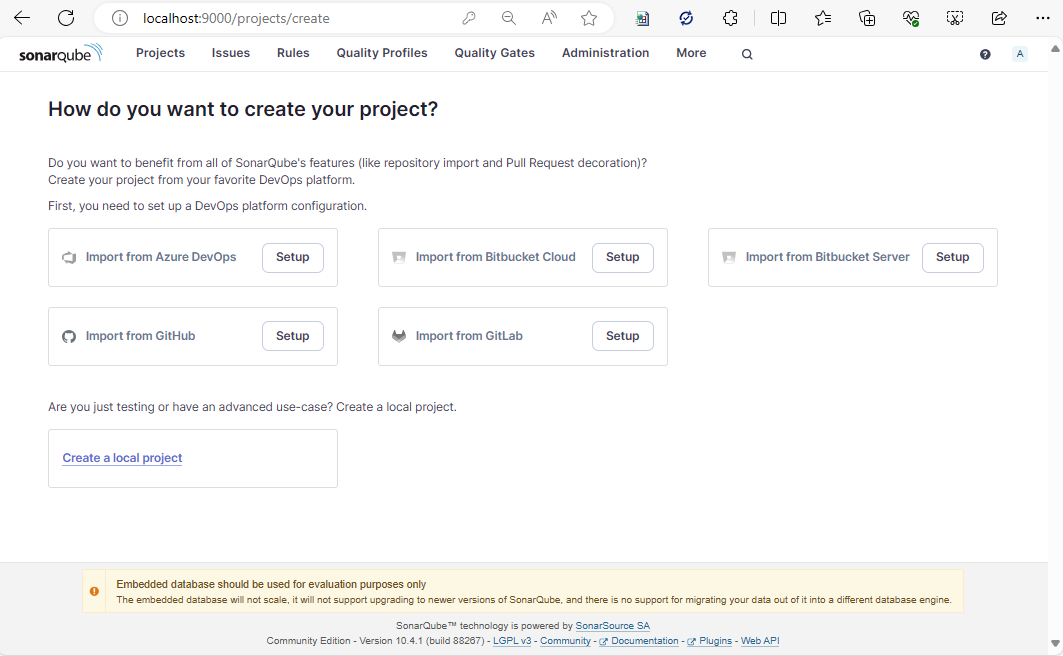 localhost:9000/projects/create
sonarqube Projects Issues Rules Quality Profiles Quality Gates Administration More A
How do you want to create your project?
Do you want to benefit from all of SonarQube's features (like repository import and Pull Request decoration)?
Create your project from your favorite DevOps platform.
First, you need to set up a DevOps platform configuration.
Import from Azure DevOps Setup Import from Bitbucket Cloud Setup Import from Bitbucket Server Setup
Import from GitHub Setup Import from GitLab Setup
Are you just testing or have an advanced use-case? Create a local project.
Create a local project
Embedded database should be used for evaluation purposes only
The embedded database will not scale, it will not support upgrading to newer versions of SonarQube, and there is no support for migrating your data out of it into a different database engine.
SonarQube™ technology is powered by SonarSource SA
Community Edition - Version 10.4.1 (build 88267) - LGPL v3 - Community - Documentation - Plugins - Web API